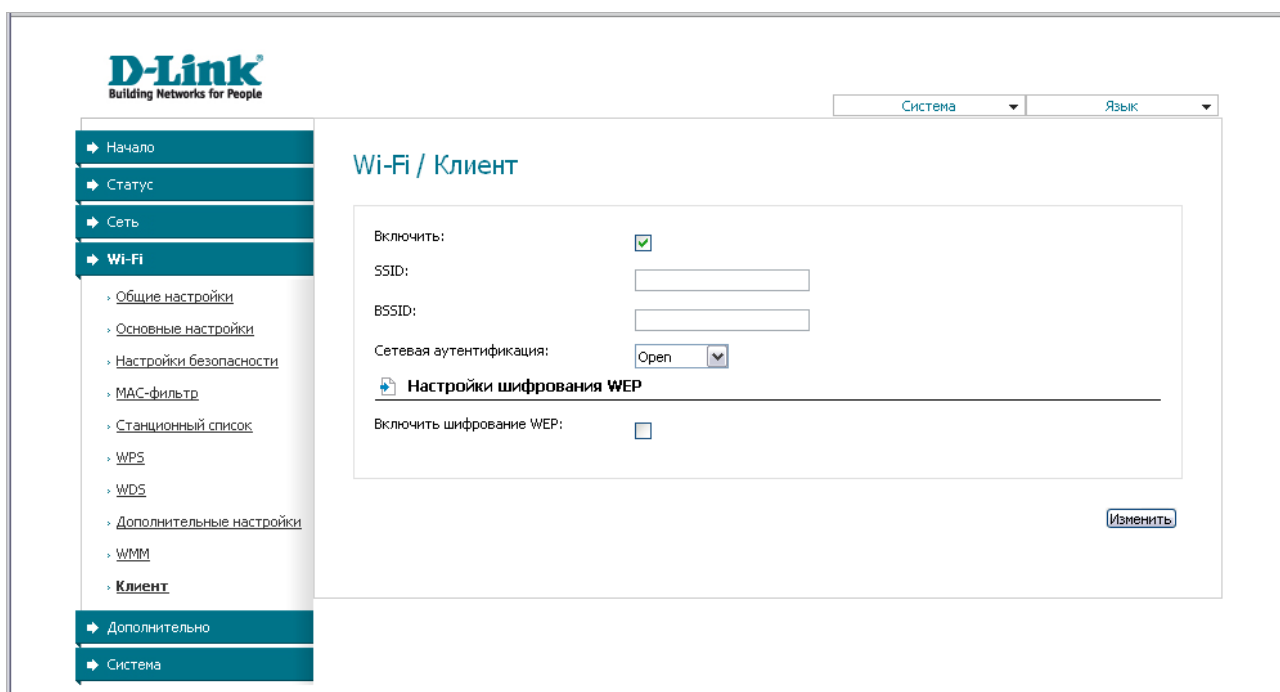 D-Link
Building Networks for People
Система
Язык
Начало
Статус
Сеть
Wi-Fi
Общие настройки
Основные настройки
Настройки безопасности
MAC-фильтр
Станционный список
WPS
WDS
Дополнительные настройки
WMM
Клиент
Дополнительно
Система
Wi-Fi / Клиент
Включить:
SSID:
BSSID:
Сетевая аутентификация: Open
Настройки шифрования WEP
Включить шифрование WEP:
Изменить